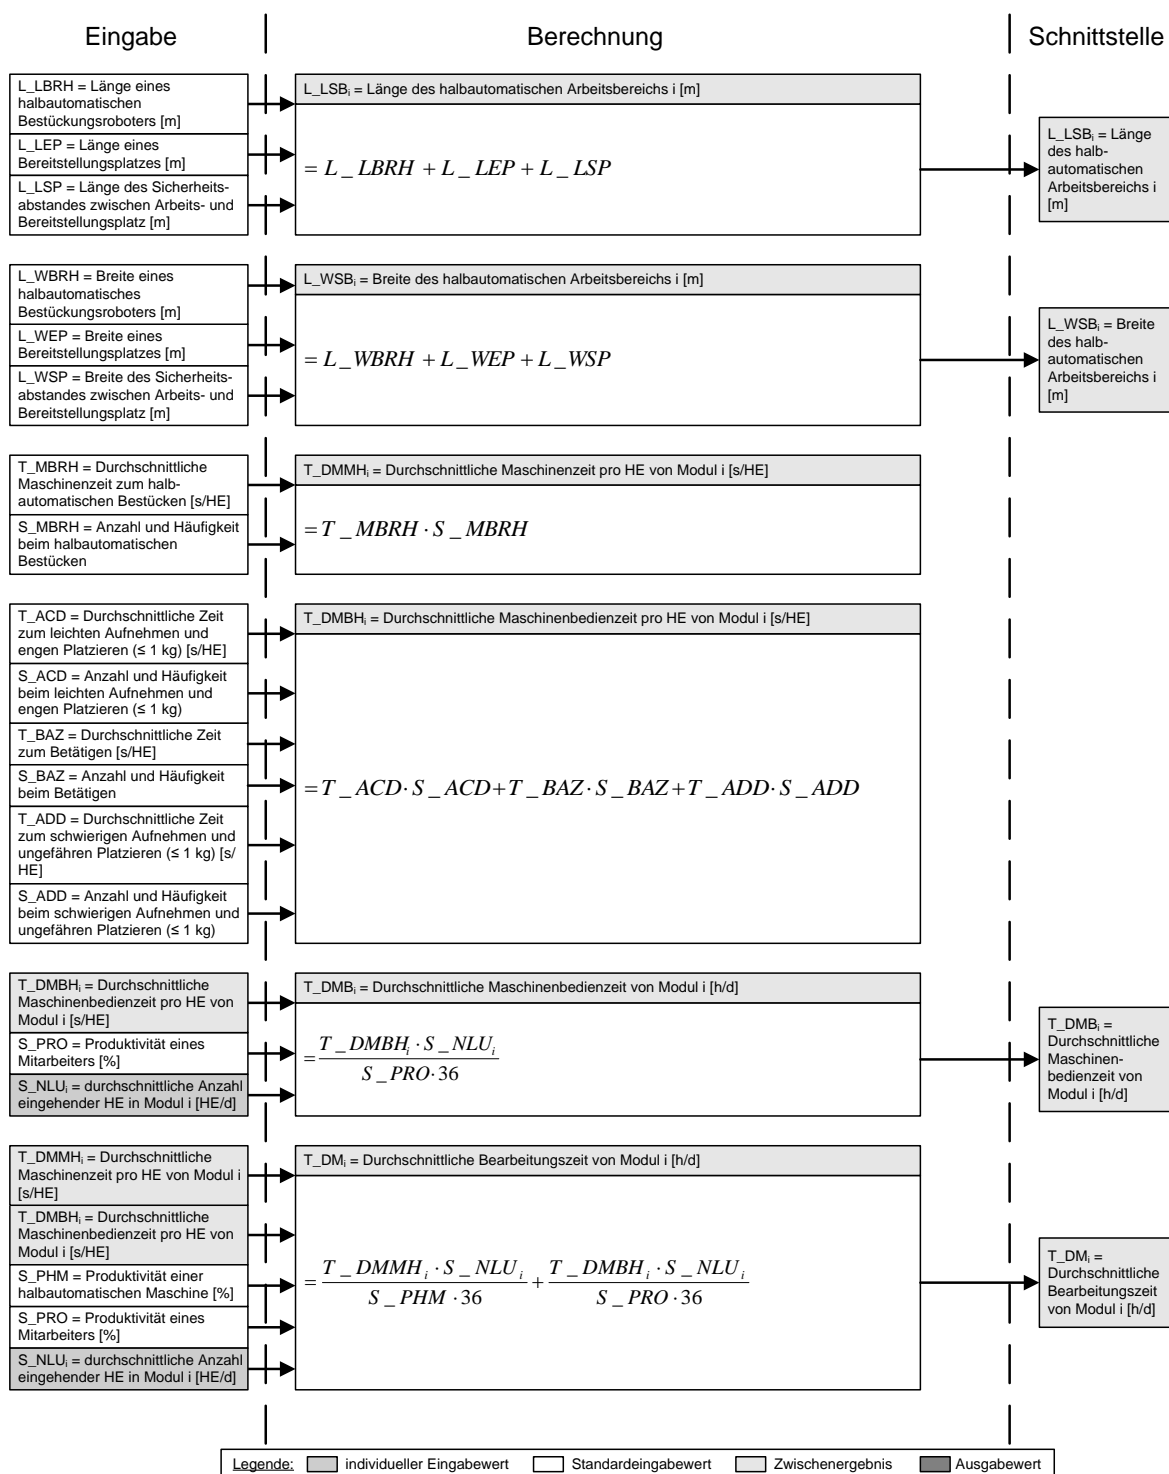 Eingabe
Berechnung
Schnittstelle
L_LBRH = Länge eines
halbautomatischen
Bestückungsroboters [m]
L_LEP = Länge eines
Bereitstellungsplatzes [m]
L_LSP = Länge des Sicherheits-
abstandes zwischen Arbeits- und
Bereitstellungsplatz [m]
L_LSBᵢ = Länge des halbautomatischen Arbeitsbereichs i [m]
= L_LBRH + L_LEP + L_LSP
L_LSBᵢ = Länge
des halb-
automatischen
Arbeitsbereichs i
[m]
L_WBRH = Breite eines
halbautomatisches
Bestückungsroboters [m]
L_WEP = Breite eines
Bereitstellungsplatzes [m]
L_WSP = Breite des Sicherheits-
abstandes zwischen Arbeits- und
Bereitstellungsplatz [m]
L_WSBᵢ = Breite des halbautomatischen Arbeitsbereichs i [m]
= L_WBRH + L_WEP + L_WSP
L_WSBᵢ = Breite
des halb-
automatischen
Arbeitsbereichs i
[m]
T_MBRH = Durchschnittliche
Maschinenzeit zum halb-
automatischen Bestücken [s/HE]
S_MBRH = Anzahl und Häufigkeit
beim halbautomatischen
Bestücken
T_DMMHᵢ = Durchschnittliche Maschinenzeit pro HE von Modul i [s/HE]
= T_MBRH · S_MBRH
T_ACD = Durchschnittliche Zeit
zum leichten Aufnehmen und
engen Platzieren (≤ 1 kg) [s/HE]
S_ACD = Anzahl und Häufigkeit
beim leichten Aufnehmen und
engen Platzieren (≤ 1 kg)
T_BAZ = Durchschnittliche Zeit
zum Betätigen [s/HE]
S_BAZ = Anzahl und Häufigkeit
beim Betätigen
T_ADD = Durchschnittliche Zeit
zum schwierigen Aufnehmen und
ungefähren Platzieren (≤ 1 kg) [s/
HE]
S_ADD = Anzahl und Häufigkeit
beim schwierigen Aufnehmen und
ungefähren Platzieren (≤ 1 kg)
T_DMBHᵢ = Durchschnittliche Maschinenbedienzeit pro HE von Modul i [s/HE]
= T_ACD · S_ACD + T_BAZ · S_BAZ + T_ADD · S_ADD
T_DMBHᵢ = Durchschnittliche
Maschinenbedienzeit pro HE von
Modul i [s/HE]
S_PRO = Produktivität eines
Mitarbeiters [%]
S_NLUᵢ = durchschnittliche Anzahl
eingehender HE in Modul i [HE/d]
T_DMBᵢ = Durchschnittliche Maschinenbedienzeit von Modul i [h/d]
T_DMBHᵢ · S_NLUᵢ
=
S_PRO · 36
T_DMBᵢ =
Durchschnittliche
Maschinen-
bedienzeit von
Modul i [h/d]
T_DMMHᵢ = Durchschnittliche
Maschinenzeit pro HE von Modul i
[s/HE]
T_DMBHᵢ = Durchschnittliche
Maschinenbedienzeit pro HE von
Modul i [s/HE]
S_PHM = Produktivität einer
halbautomatischen Maschine [%]
S_PRO = Produktivität eines
Mitarbeiters [%]
S_NLUᵢ = durchschnittliche Anzahl
eingehender HE in Modul i [HE/d]
T_DMᵢ = Durchschnittliche Bearbeitungszeit von Modul i [h/d]
T_DMMHᵢ · S_NLUᵢ T_DMBHᵢ · S_NLUᵢ
= +
S_PHM · 36 S_PRO · 36
T_DMᵢ =
Durchschnittliche
Bearbeitungszeit
von Modul i [h/d]
Legende: individueller Eingabewert Standardeingabewert Zwischenergebnis Ausgabewert